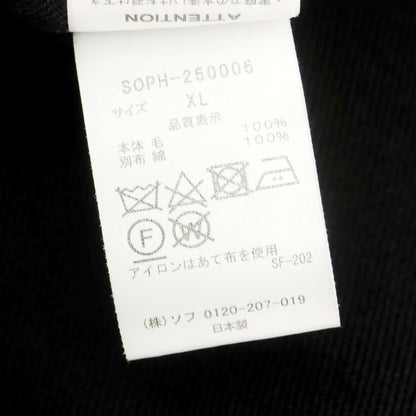 ATTENTION
SOPH-250006
サイズ XL
品質表示
本体 毛 100%
別布 綿 100%
F W
アイロンはあて布を使用
SF-202
(株)ソフ 0120-207-019
日本製